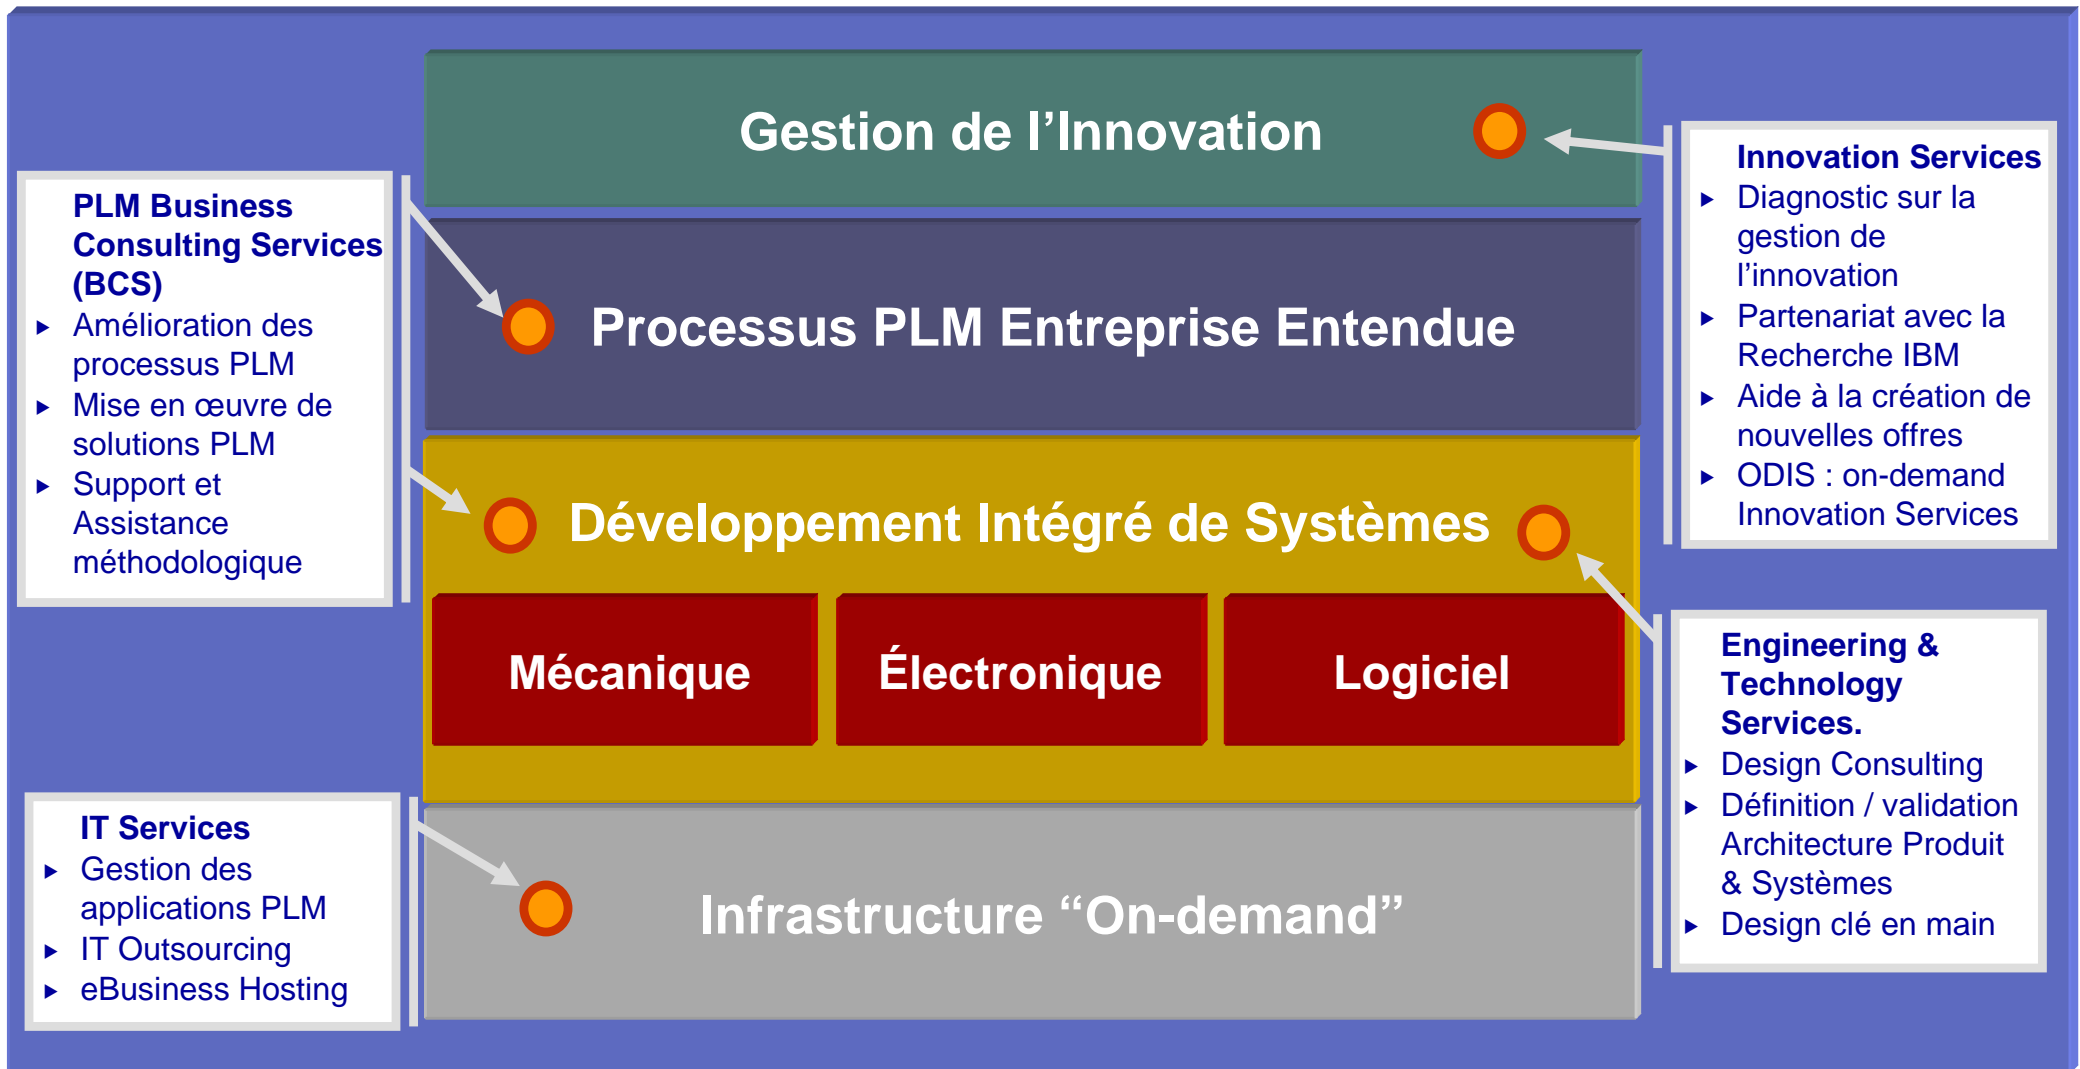 Gestion de l’Innovation
Processus PLM Entreprise Entendue
Développement Intégré de Systèmes
Mécanique
Électronique
Logiciel
Infrastructure “On-demand”
PLM Business
Consulting Services
(BCS)
► Amélioration des
processus PLM
► Mise en œuvre de
solutions PLM
► Support et
Assistance
méthodologique
IT Services
► Gestion des
applications PLM
► IT Outsourcing
► eBusiness Hosting
Innovation Services
► Diagnostic sur la
gestion de
l’innovation
► Partenariat avec la
Recherche IBM
► Aide à la création de
nouvelles offres
► ODIS : on-demand
Innovation Services
Engineering &
Technology
Services.
► Design Consulting
► Définition / validation
Architecture Produit
& Systèmes
► Design clé en main